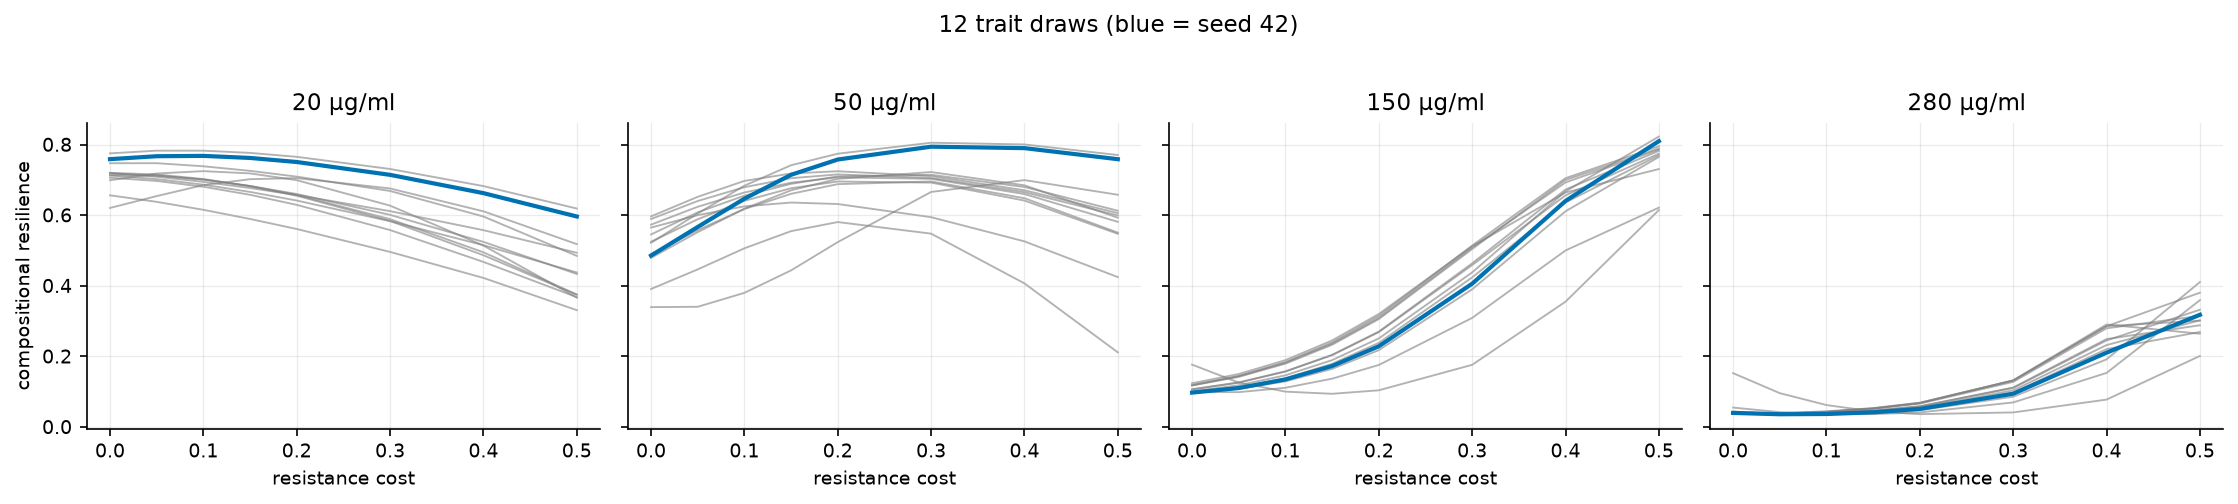 12 trait draws (blue = seed 42)
20 µg/ml
50 µg/ml
150 µg/ml
280 µg/ml
compositional resilience
0.8
0.6
0.4
0.2
0.0
0.0 0.1 0.2 0.3 0.4 0.5
0.0 0.1 0.2 0.3 0.4 0.5
0.0 0.1 0.2 0.3 0.4 0.5
0.0 0.1 0.2 0.3 0.4 0.5
resistance cost
resistance cost
resistance cost
resistance cost